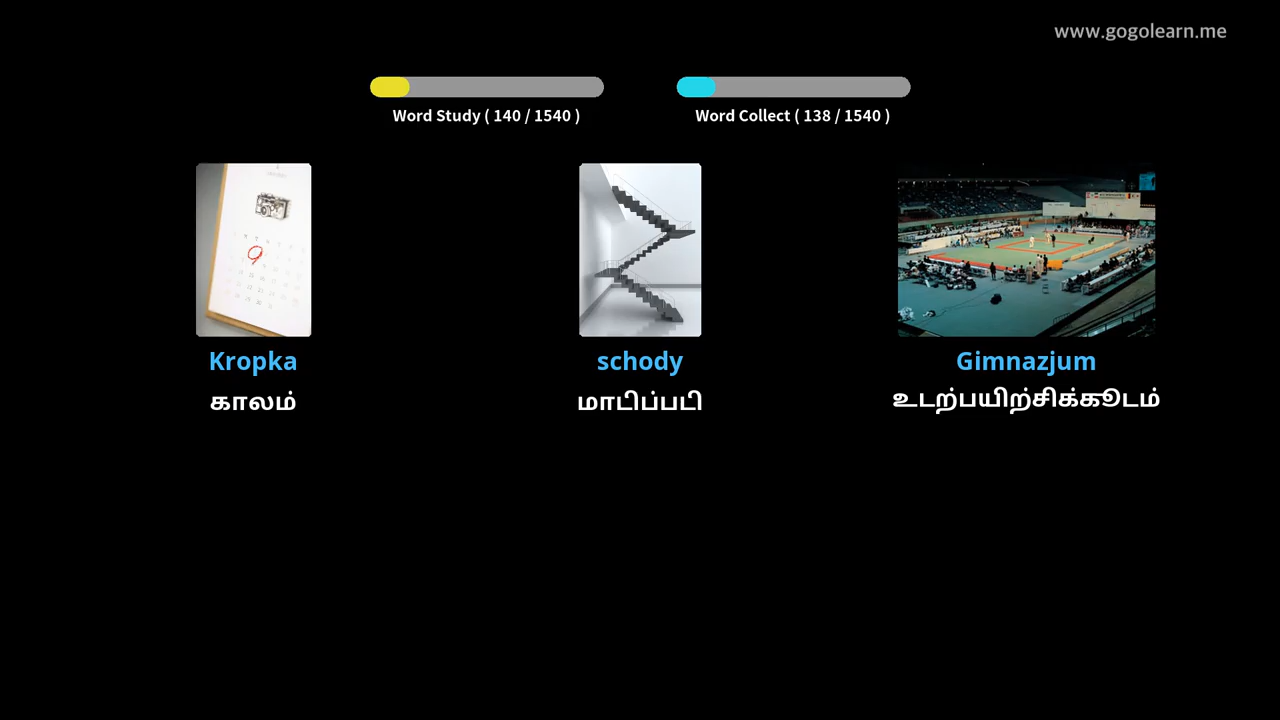 www.gogolearn.me
Word Study ( 140 / 1540 )
Word Collect ( 138 / 1540 )
Kropka
schody
Gimnazjum
காலம்
மாடிப்படி
உடற்பயிற்சிக்கூடம்